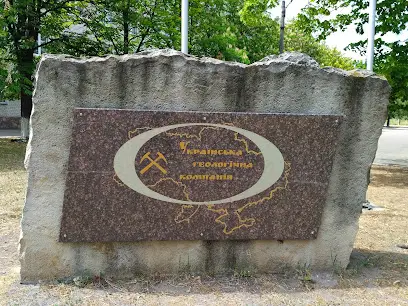 Українська
геологічна
компанія